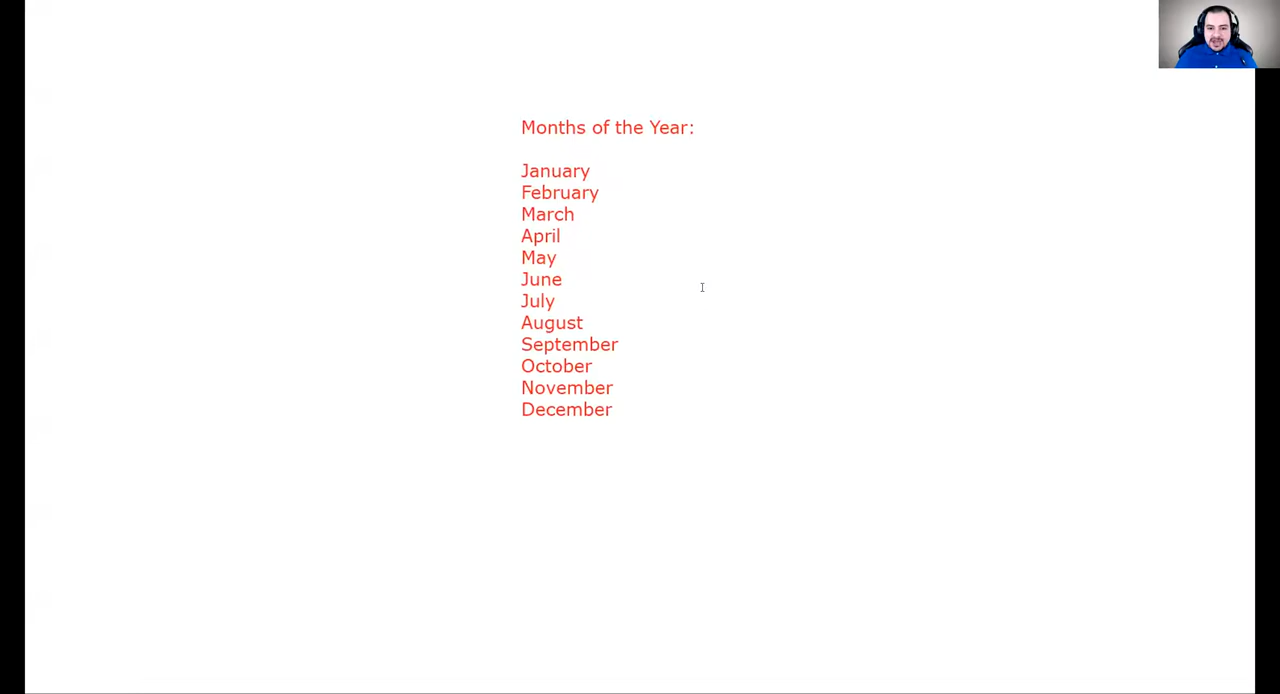 Months of the Year:
January
February
March
April
May
June
July
August
September
October
November
December